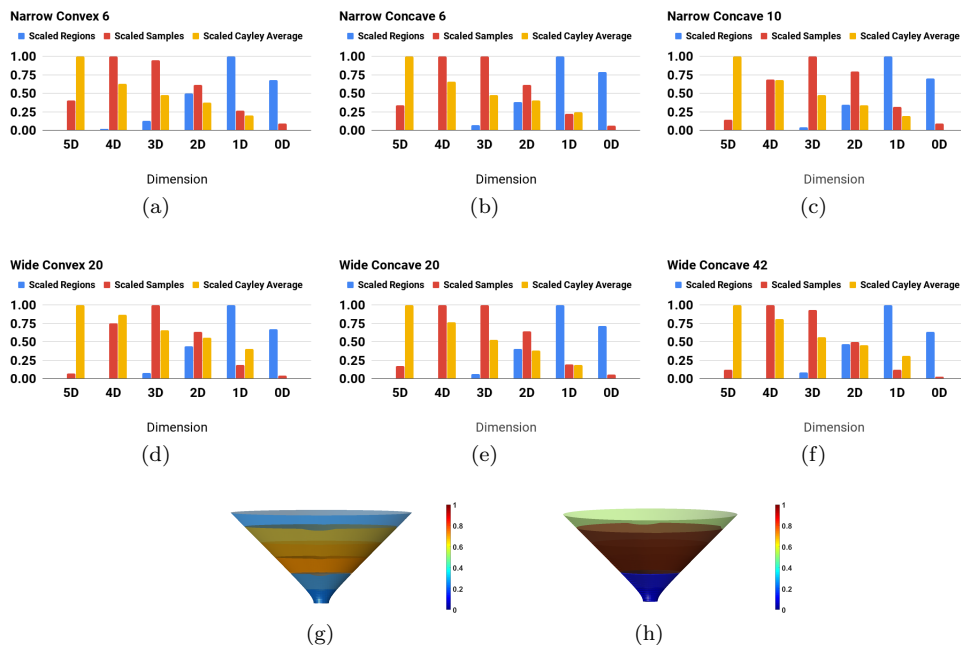 Narrow Convex 6
Scaled Regions Scaled Samples Scaled Cayley Average
1.00
0.75
0.50
0.25
0.00
5D 4D 3D 2D 1D 0D
Dimension
(a)
Narrow Concave 6
Scaled Regions Scaled Samples Scaled Cayley Average
1.00
0.75
0.50
0.25
0.00
5D 4D 3D 2D 1D 0D
Dimension
(b)
Narrow Concave 10
Scaled Regions Scaled Samples Scaled Cayley Average
1.00
0.75
0.50
0.25
0.00
5D 4D 3D 2D 1D 0D
Dimension
(c)
Wide Convex 20
Scaled Regions Scaled Samples Scaled Cayley Average
1.00
0.75
0.50
0.25
0.00
5D 4D 3D 2D 1D 0D
Dimension
(d)
Wide Concave 20
Scaled Regions Scaled Samples Scaled Cayley Average
1.00
0.75
0.50
0.25
0.00
5D 4D 3D 2D 1D 0D
Dimension
(e)
Wide Concave 42
Scaled Regions Scaled Samples Scaled Cayley Average
1.00
0.75
0.50
0.25
0.00
5D 4D 3D 2D 1D 0D
Dimension
(f)
1
0.8
0.6
0.4
0.2
0
(g)
1
0.8
0.6
0.4
0.2
0
(h)